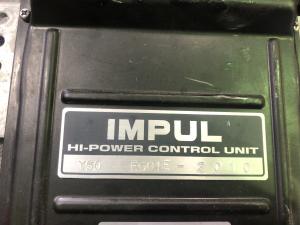 IMPUL
HI-POWER CONTROL UNIT
Y50